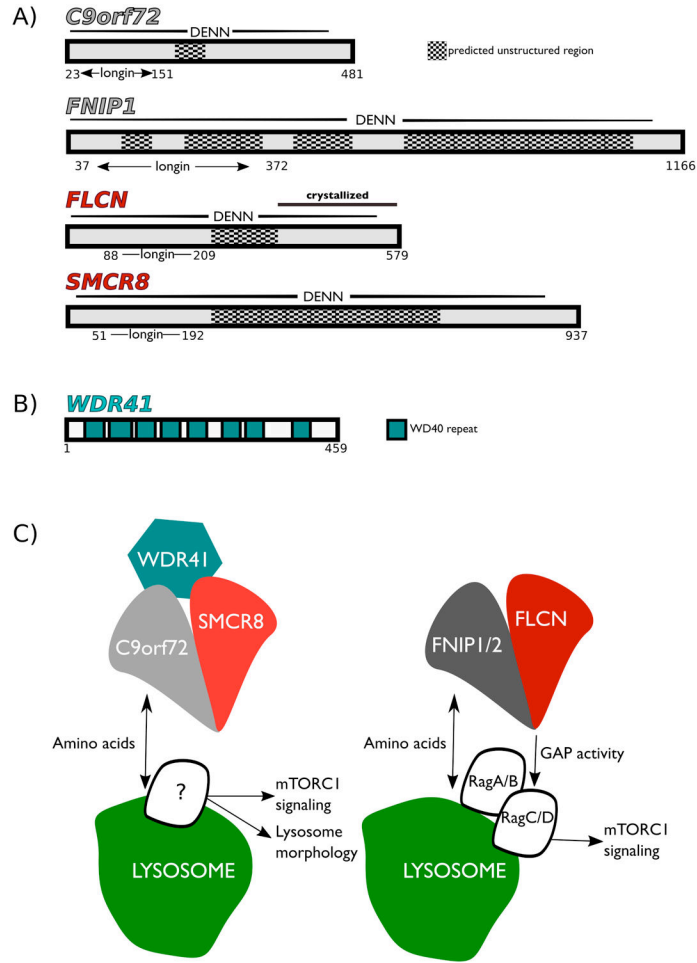 A)
C9orf72
DENN
23 longin 151 481
predicted unstructured region
FNIP1
DENN
37 longin 372 1166
FLCN
crystallized
DENN
88 longin 209 579
SMCR8
DENN
51 longin 192 937
B)
WDR41
1 459
WD40 repeat
C)
WDR41
SMCR8
C9orf72
Amino acids
?
mTORC1
signaling
Lysosome
morphology
LYSOSOME
FLCN
FNIP1/2
Amino acids
GAP activity
RagA/B
RagC/D
mTORC1
signaling
LYSOSOME